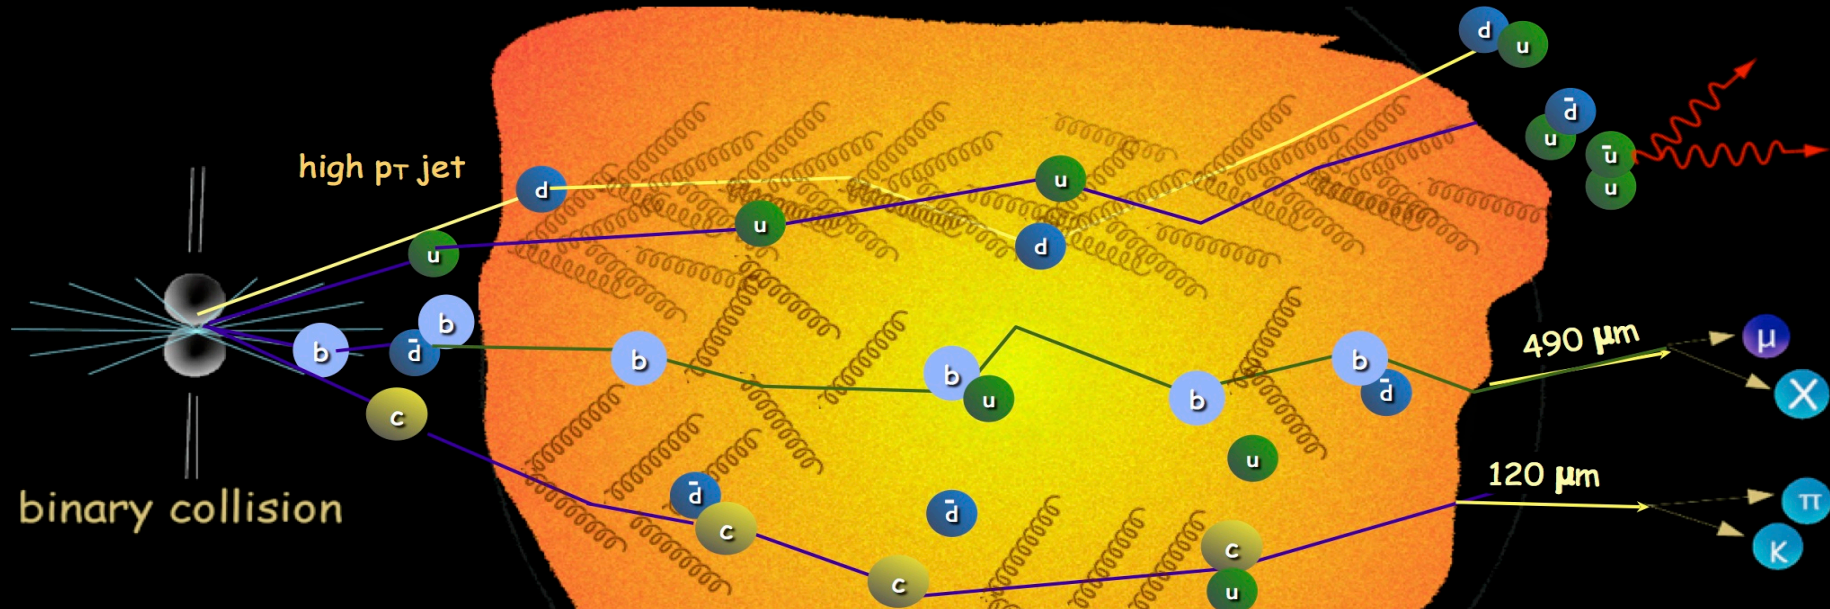 d
u
d̄
u
ū
u
high pT jet
d
u
u
u
d
b
b
d̄
b
b
u
b
b
d̄
490 μm
μ
X
c
binary collision
d̄
c
d̄
c
u
c
u
120 μm
π
K